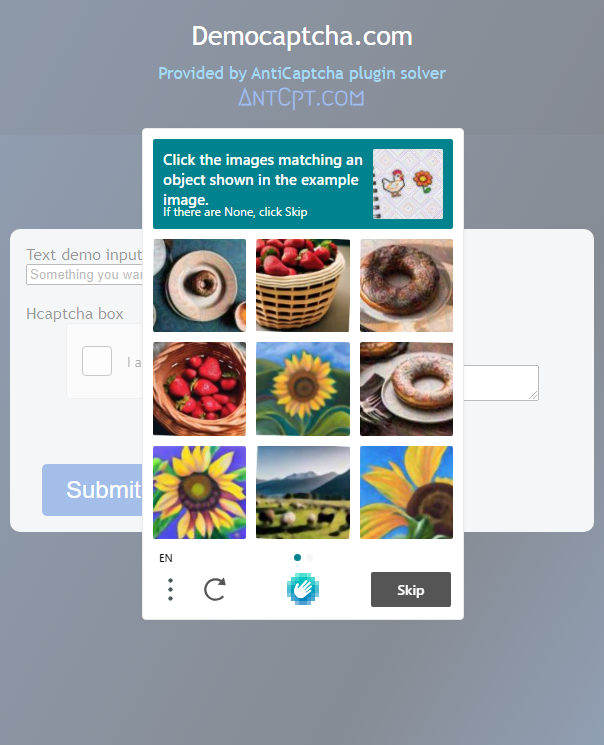 Democaptcha.com
Provided by AntiCaptcha plugin solver
AntCpt.com
Click the images matching an
object shown in the example
image.
If there are None, click Skip
Text demo input
Something you wa
Hcaptcha box
I a
Submit
EN
Skip